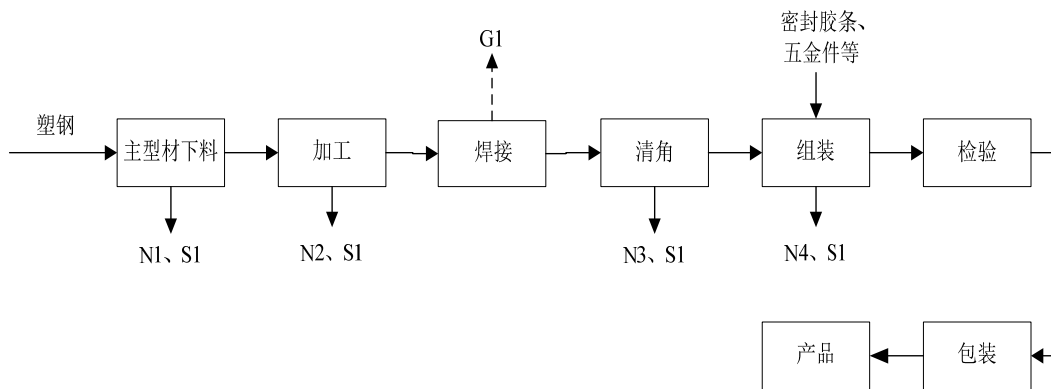 密封胶条、
五金件等
G1
塑钢
主型材下料
加工
焊接
清角
组装
检验
N1、S1
N2、S1
N3、S1
N4、S1
产品
包装